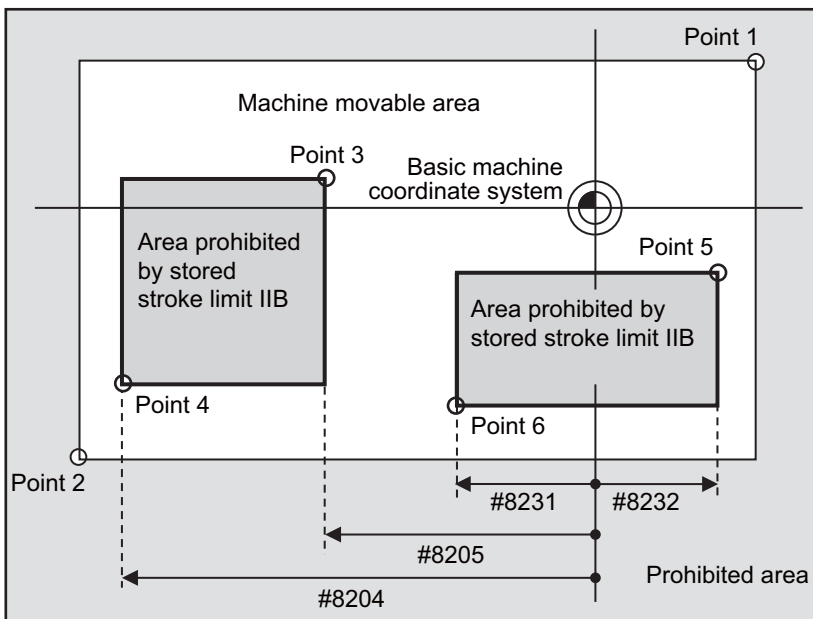 Point 1
Machine movable area
Point 3
Basic machine
coordinate system
Area prohibited
by stored
stroke limit IIB
Point 5
Area prohibited by
stored stroke limit IIB
Point 4
Point 6
Point 2
#8231
#8232
#8205
#8204
Prohibited area